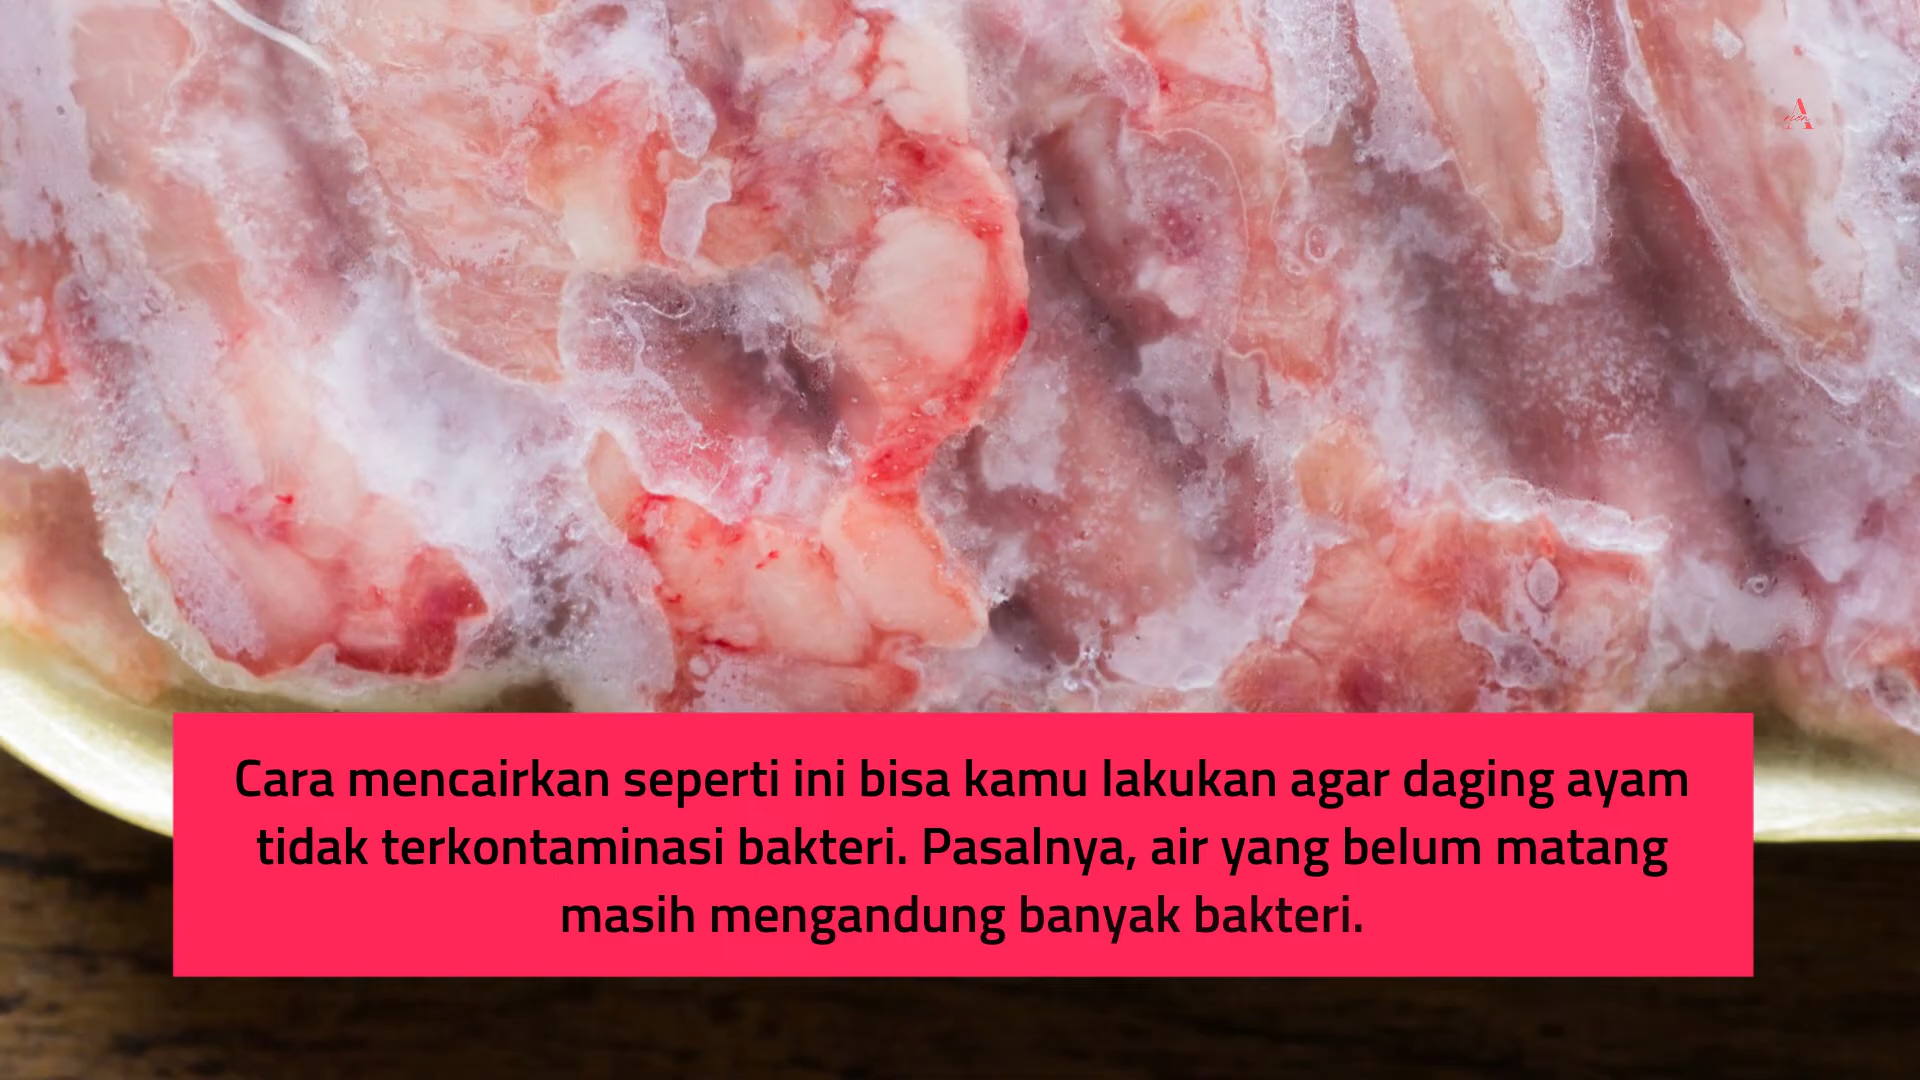 Cara mencairkan seperti ini bisa kamu lakukan agar daging ayam
tidak terkontaminasi bakteri. Pasalnya, air yang belum matang
masih mengandung banyak bakteri.
A